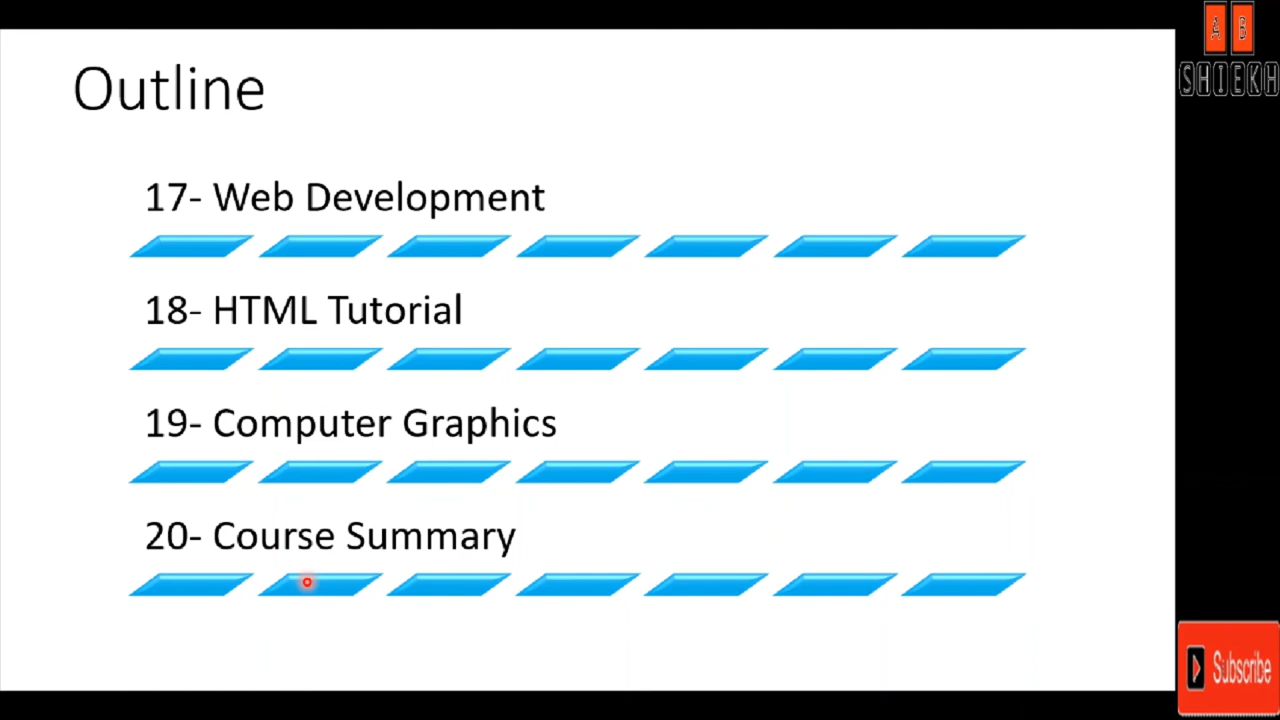 A B
SHIEKH
Outline
17- Web Development
18- HTML Tutorial
19- Computer Graphics
20- Course Summary
Subscribe